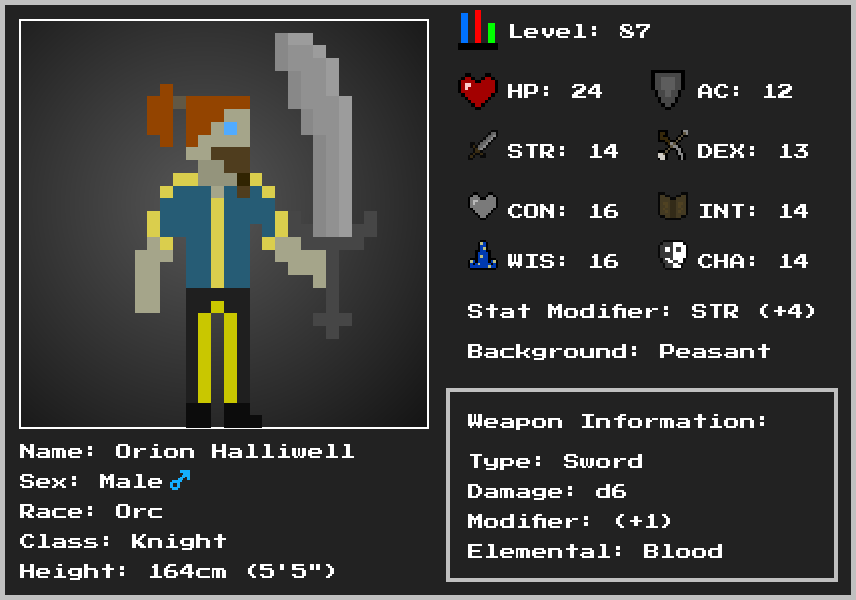 Level: 87
HP: 24 AC: 12
STR: 14 DEX: 13
CON: 16 INT: 14
WIS: 16 CHA: 14
Stat Modifier: STR (+4)
Background: Peasant
Weapon Information:
Type: Sword
Damage: d6
Modifier: (+1)
Elemental: Blood
Name: Orion Halliwell
Sex: Male♂
Race: Orc
Class: Knight
Height: 164cm (5'5")